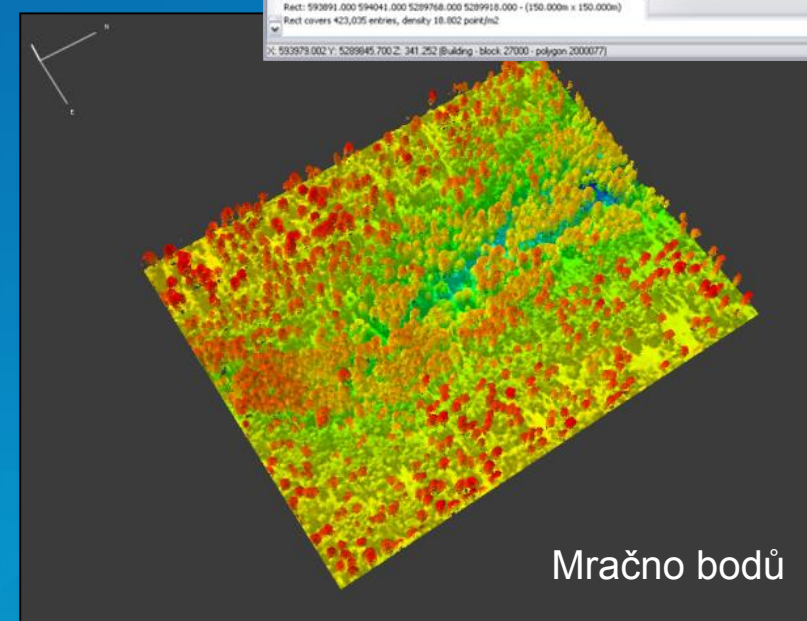 Rect: 593891.000 594041.000 5289768.000 5289918.000 - (150.000m x 150.000m)
Rect covers 423,035 entries, density 18.802 point/m2
X: 593979.002 Y: 5289845.700 Z: 341.252 (Building - block 27000 - polygon 2000077)
N
E
Mračno bodů